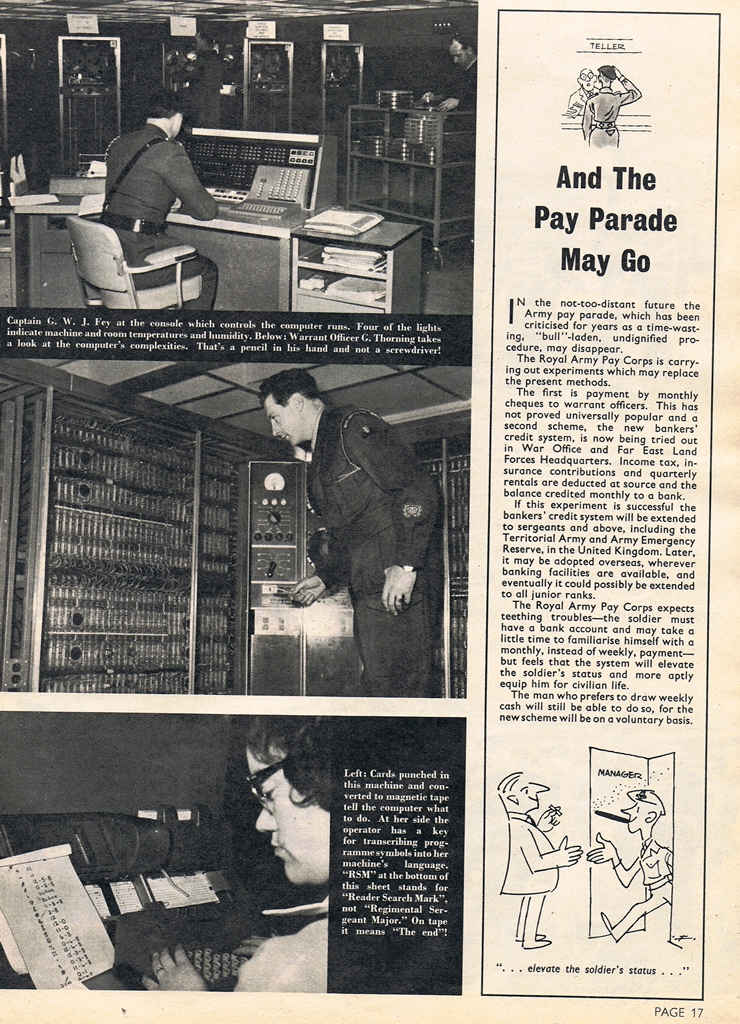 Captain G. W. J. Fey at the console which controls the computer runs. Four of the lights
indicate machine and room temperatures and humidity. Below: Warrant Officer G. Thorning takes
a look at the computer's complexities. That's a pencil in his hand and not a screwdriver!
Left: Cards punched in
this machine and con-
verted to magnetic tape
tell the computer what
to do. At her side the
operator has a key
for transcribing prog-
ramme symbols into her
machine's language.
"RSM" at the bottom of
this sheet stands for
"Reader Search Mark",
not "Regimental Ser-
geant Major." On tape
it means "The end"!
TELLER
And The
Pay Parade
May Go
IN the not-too-distant future the
Army pay parade, which has been
criticised for years as a time-wast-
ing, "bull"-laden, undignified pro-
cedure, may disappear.
The Royal Army Pay Corps is carry-
ing out experiments which may replace
the present methods.
The first is payment by monthly
cheques to warrant officers. This has
not proved universally popular and a
second scheme, the new bankers'
credit system, is now being tried out
in War Office and Far East Land
Forces Headquarters. Income tax, in-
surance contributions and quarterly
rentals are deducted at source and the
balance credited monthly to a bank.
If this experiment is successful the
bankers' credit system will be extended
to sergeants and above, including the
Territorial Army and Army Emergency
Reserve, in the United Kingdom. Later,
it may be adopted overseas, wherever
banking facilities are available, and
eventually it could possibly be extended
to all junior ranks.
The Royal Army Pay Corps expects
teething troubles—the soldier must
have a bank account and may take a
little time to familiarise himself with a
monthly, instead of weekly, payment—
but feels that the system will elevate
the soldier's status and more aptly
equip him for civilian life.
The man who prefers to draw weekly
cash will still be able to do so, for the
new scheme will be on a voluntary basis.
MANAGER
". . . elevate the soldier's status . . ."
PAGE 17